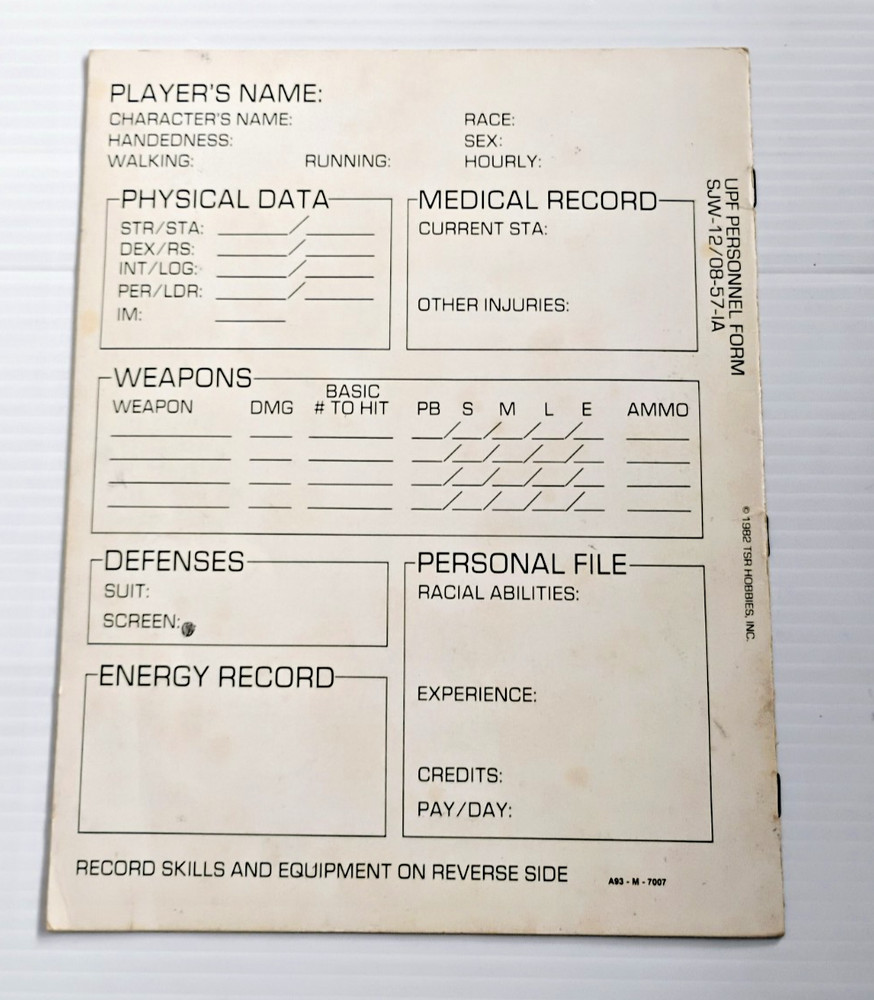 PLAYER'S NAME:
CHARACTER'S NAME: RACE:
HANDEDNESS: SEX:
WALKING: RUNNING: HOURLY:
PHYSICAL DATA
STR/STA:
DEX/RS:
INT/LOG:
PER/LDR:
IM:
MEDICAL RECORD
CURRENT STA:
OTHER INJURIES:
WEAPONS
WEAPON DMG BASIC # TO HIT PB S M L E AMMO
DEFENSES
SUIT:
SCREEN:
ENERGY RECORD
PERSONAL FILE
RACIAL ABILITIES:
EXPERIENCE:
CREDITS:
PAY/DAY:
RECORD SKILLS AND EQUIPMENT ON REVERSE SIDE
A93 - M - 7007
UPF PERSONNEL FORM
SJW-12/08-57-IA
© 1982 TSR HOBBIES, INC.